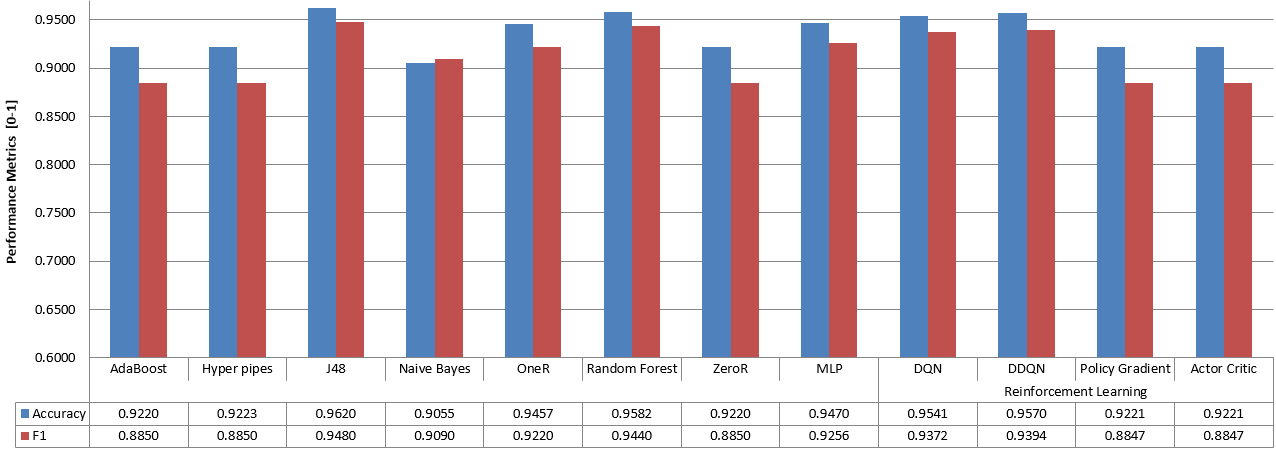 Performance Metrics [0-1]
0.9500
0.9000
0.8500
0.8000
0.7500
0.7000
0.6500
0.6000
AdaBoost Hyper pipes J48 Naive Bayes OneR Random Forest ZeroR MLP DQN DDQN Policy Gradient Actor Critic
Reinforcement Learning
Accuracy 0.9220 0.9223 0.9620 0.9055 0.9457 0.9582 0.9220 0.9470 0.9541 0.9570 0.9221 0.9221
F1 0.8850 0.8850 0.9480 0.9090 0.9220 0.9440 0.8850 0.9256 0.9372 0.9394 0.8847 0.8847